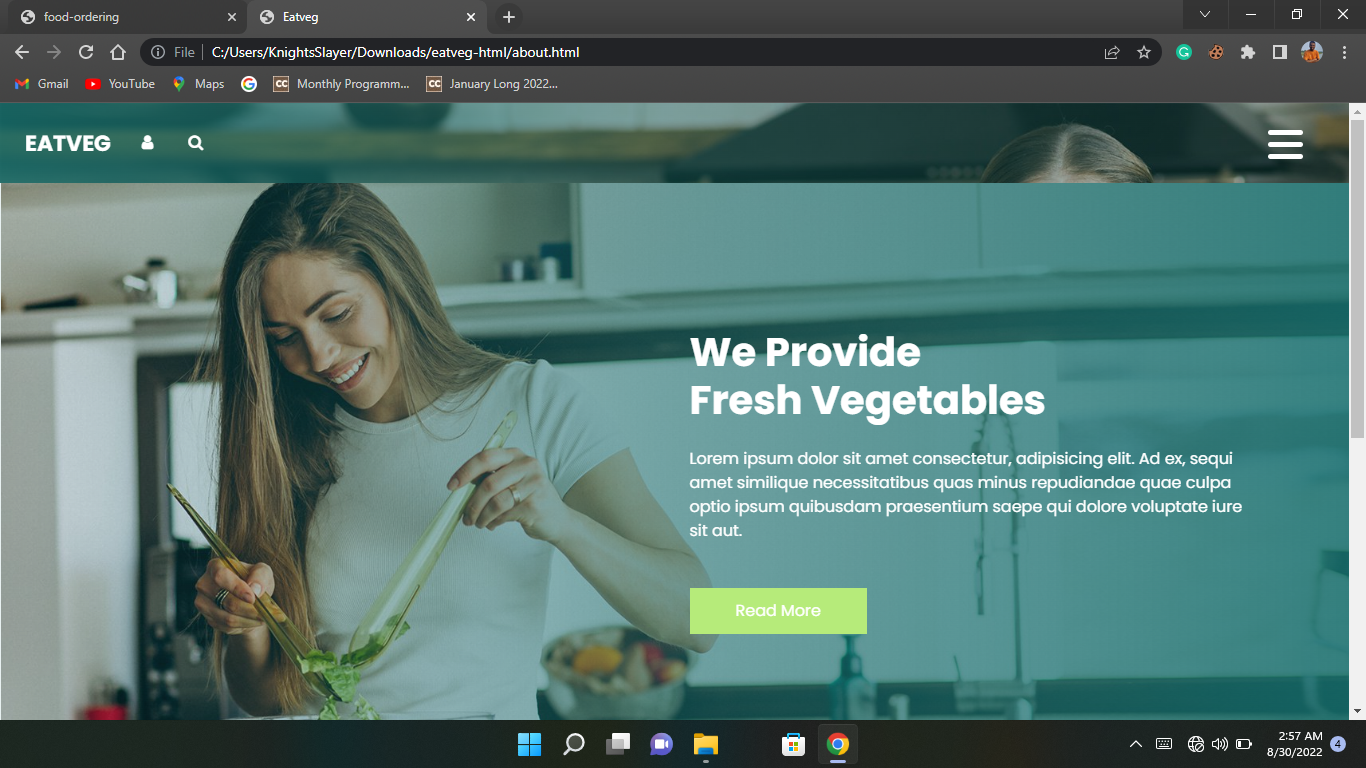 food-ordering
Eatveg
File
C:/Users/KnightsSlayer/Downloads/eatveg-html/about.html
Gmail
YouTube
Maps
Monthly Programm...
January Long 2022...
EATVEG
We Provide
Fresh Vegetables
Lorem ipsum dolor sit amet consectetur, adipisicing elit. Ad ex, sequi
amet similique necessitatibus quas minus repudiandae quae culpa
optio ipsum quibusdam praesentium saepe qui dolore voluptate iure
sit aut.
Read More
2:57 AM
8/30/2022
4